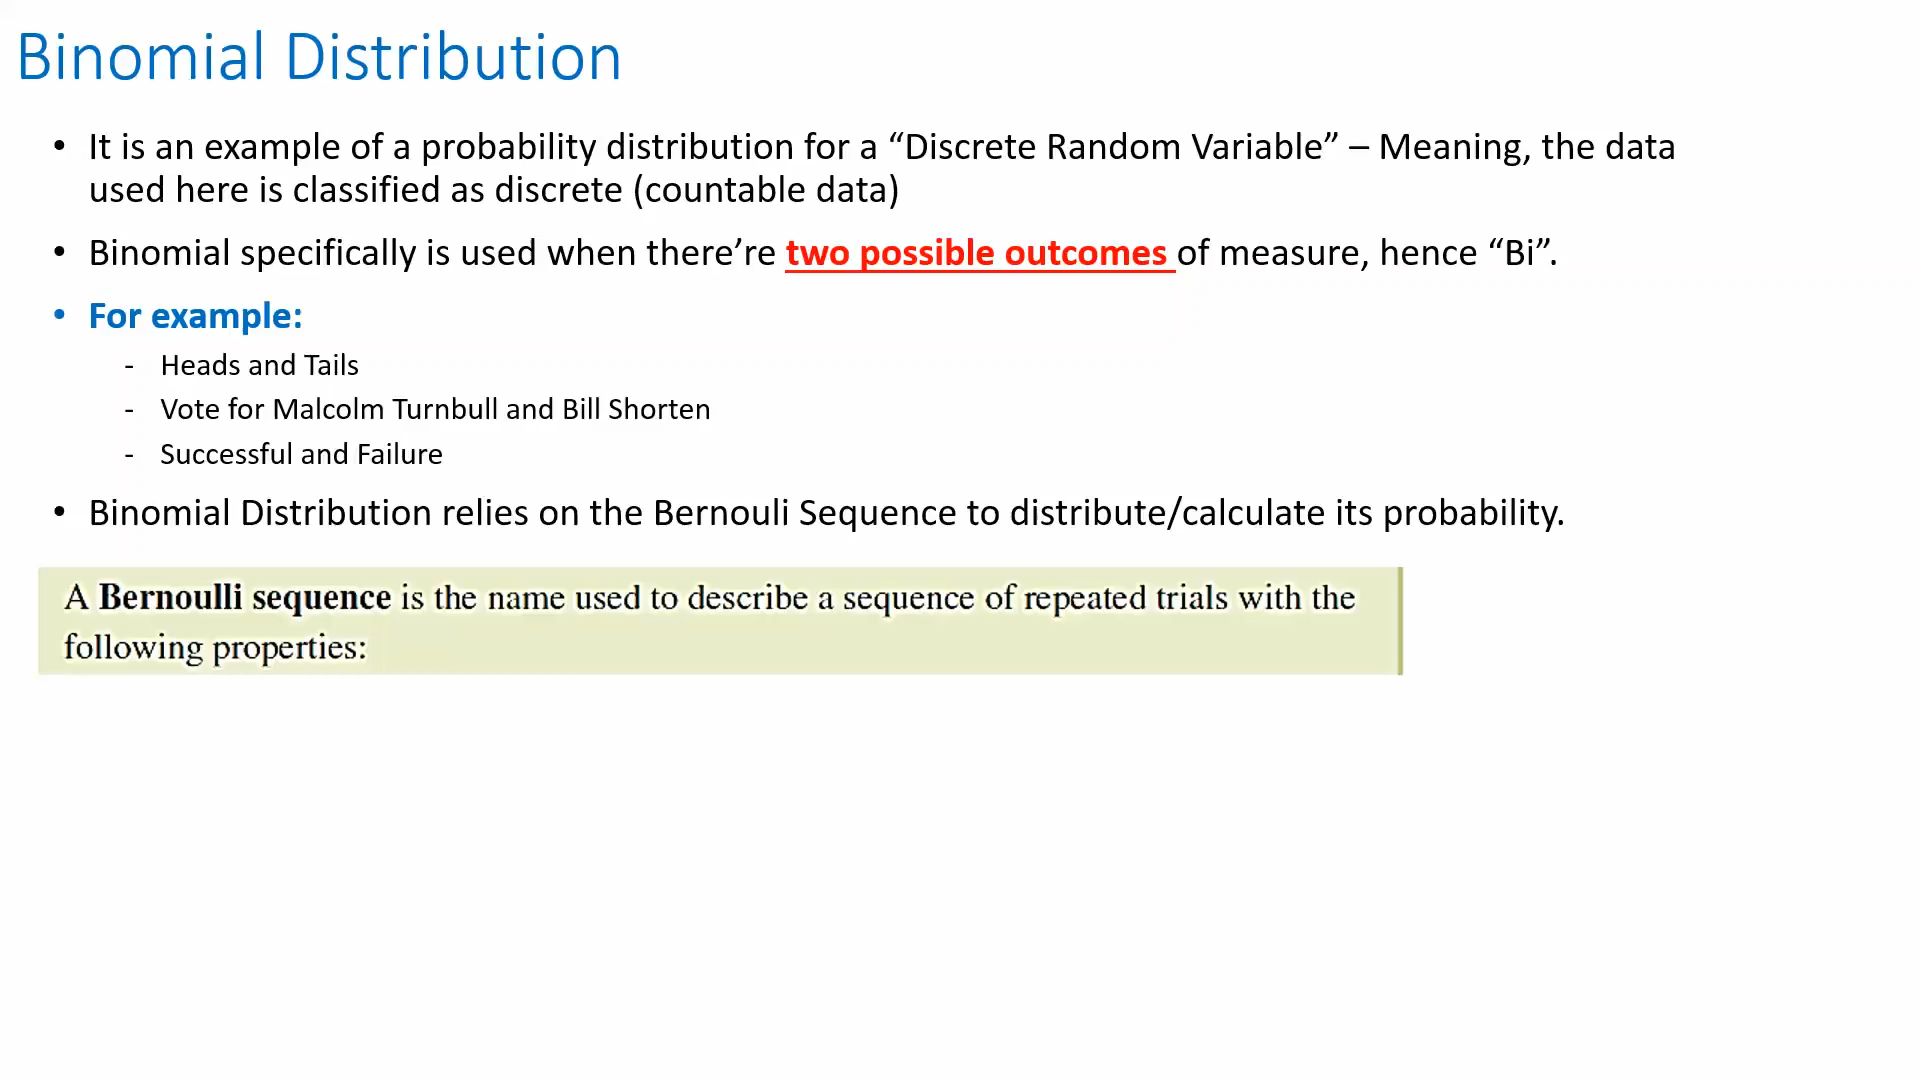 Binomial Distribution
• It is an example of a probability distribution for a “Discrete Random Variable” – Meaning, the data
used here is classified as discrete (countable data)
• Binomial specifically is used when there’re two possible outcomes of measure, hence “Bi”.
• For example:
- Heads and Tails
- Vote for Malcolm Turnbull and Bill Shorten
- Successful and Failure
• Binomial Distribution relies on the Bernouli Sequence to distribute/calculate its probability.
A Bernoulli sequence is the name used to describe a sequence of repeated trials with the
following properties: